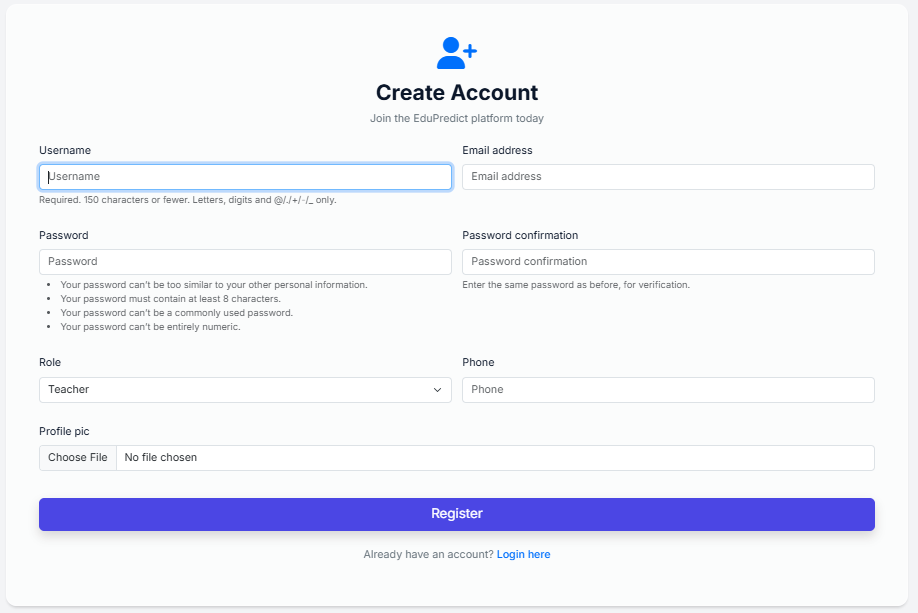 Create Account
Join the EduPredict platform today
Username
Email address
Username
Email address
Required. 150 characters or fewer. Letters, digits and @/./+/-/_ only.
Password
Password confirmation
Password
Password confirmation
Your password can't be too similar to your other personal information.
Enter the same password as before, for verification.
Your password must contain at least 8 characters.
Your password can't be a commonly used password.
Your password can't be entirely numeric.
Role
Phone
Teacher
Phone
Profile pic
Choose File No file chosen
Register
Already have an account? Login here